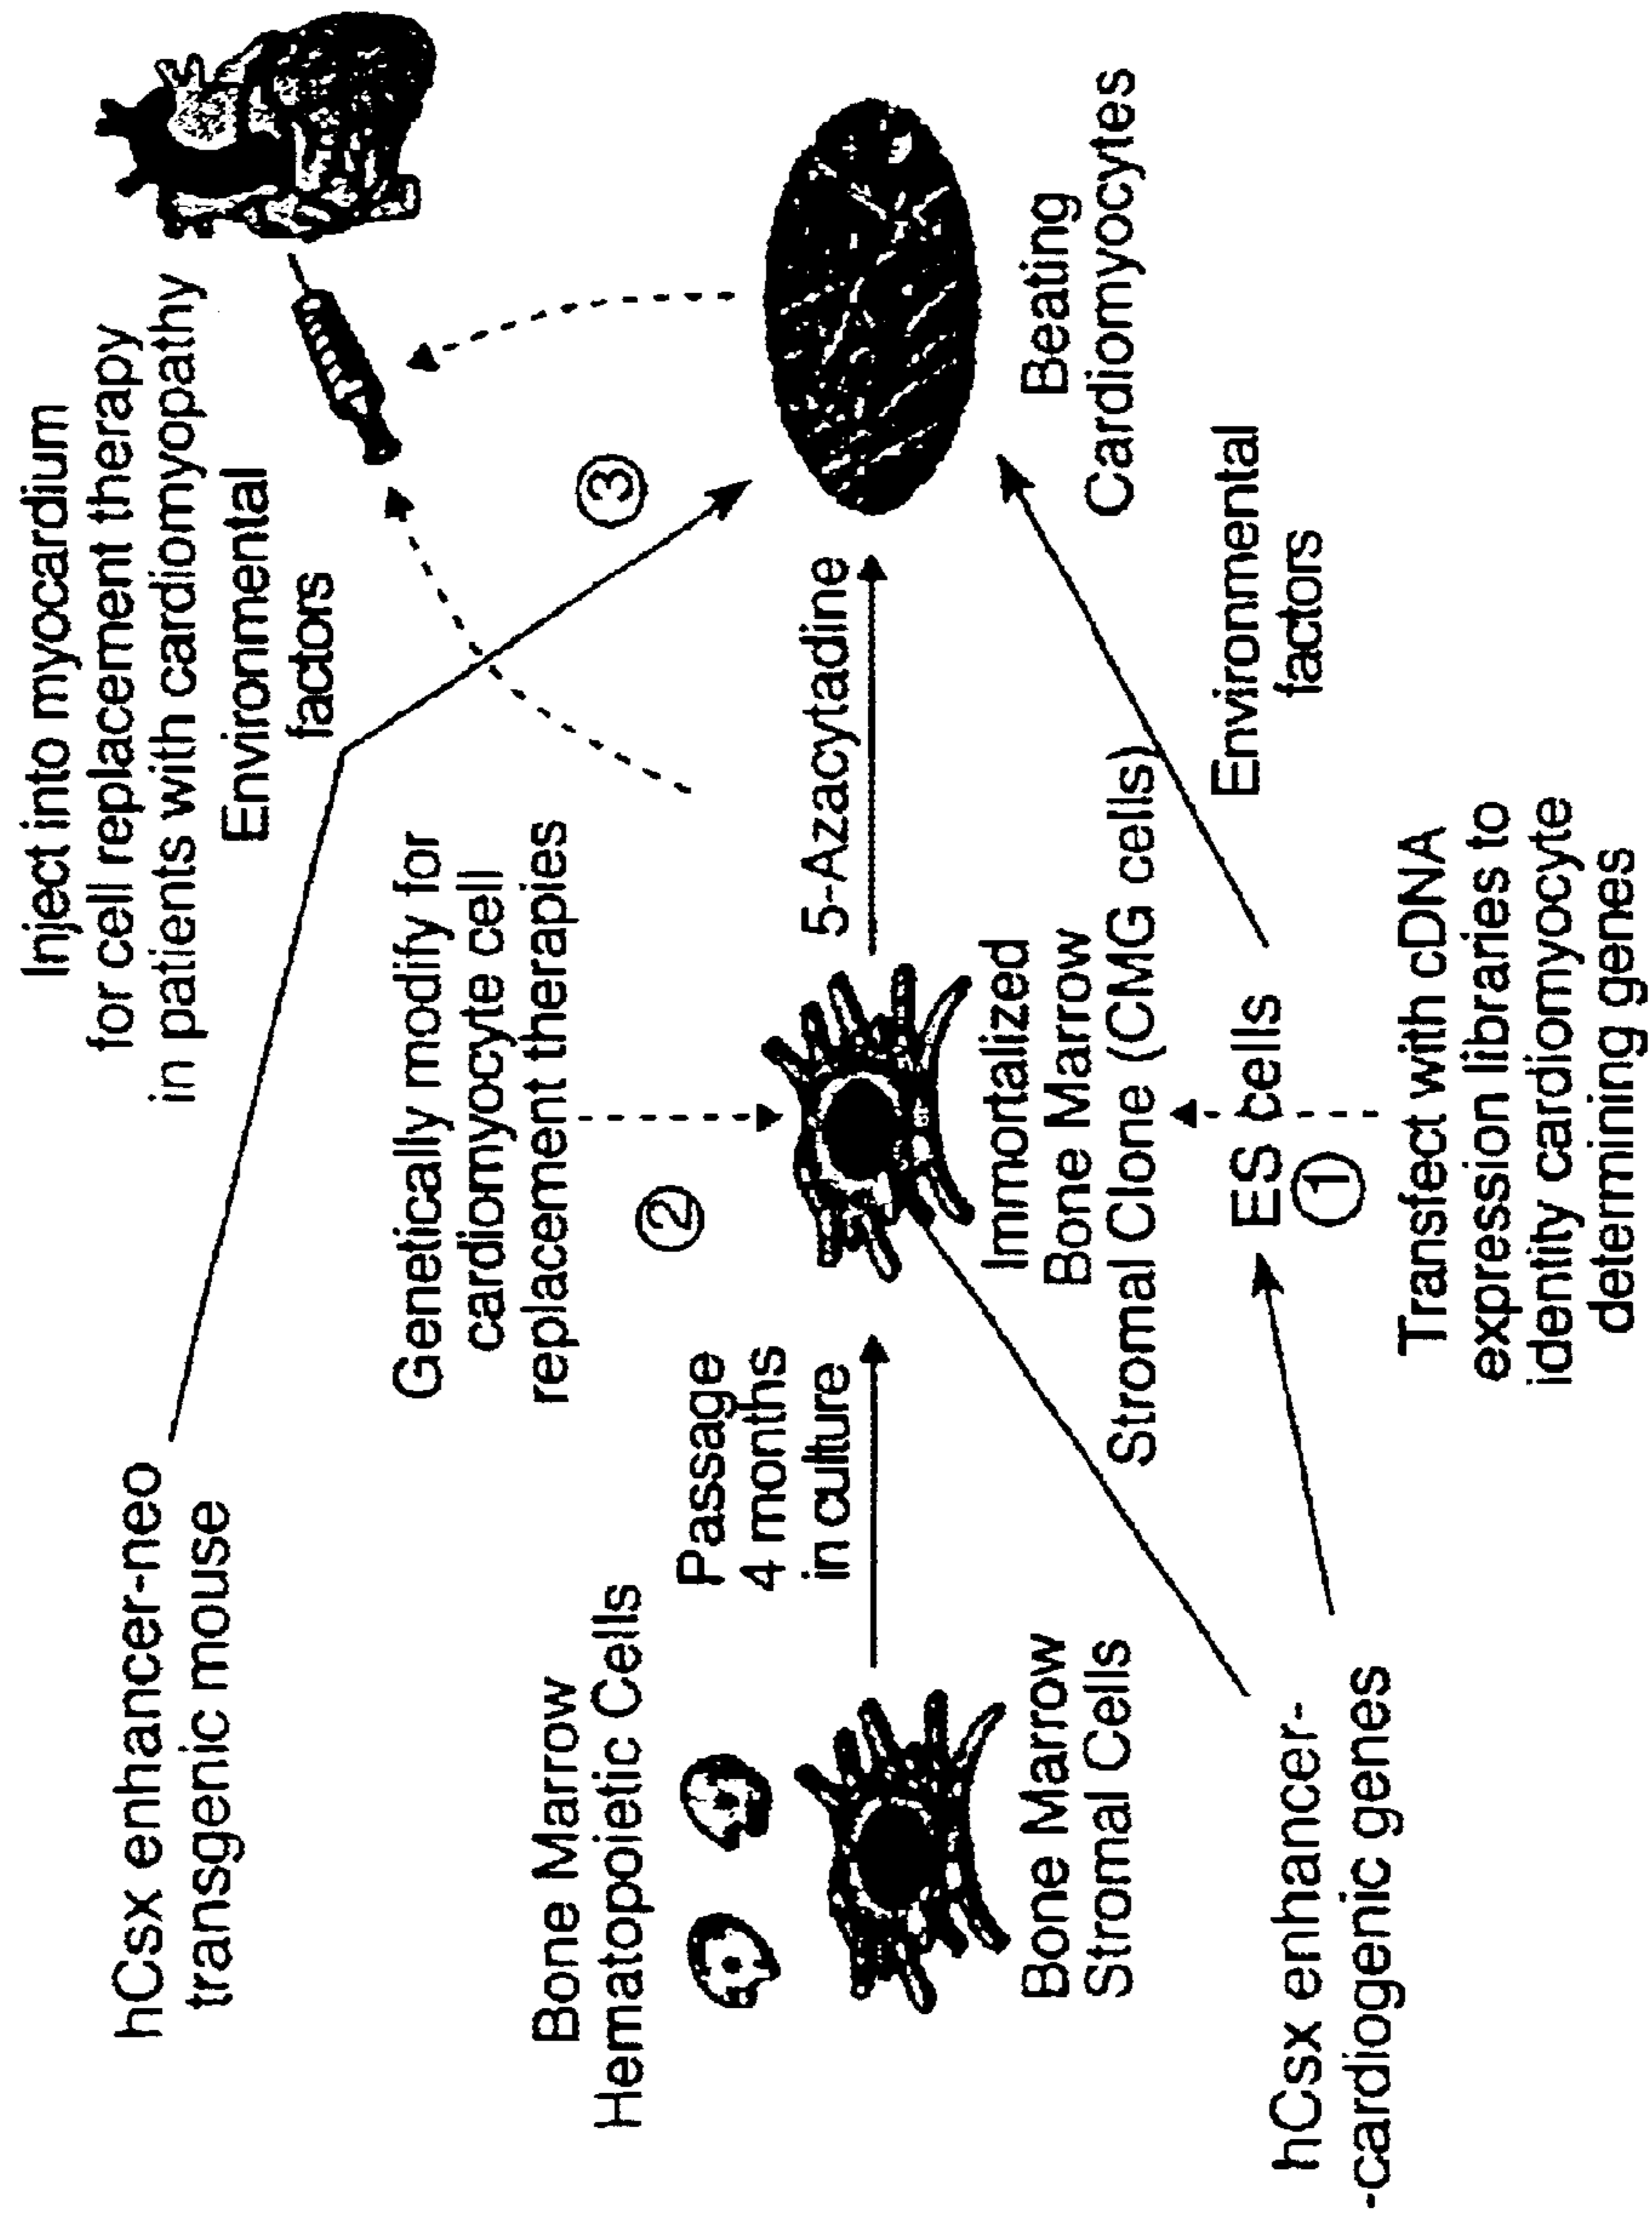 hCsx enhancer-neo
transgenic mouse
Inject into myocardium
for cell replacement therapy
in patients with cardiomyopathy
Environmental
factors
Genetically modify for
cardiomyocyte cell
replacement therapies
Bone Marrow
Hematopoietic Cells
Passage
4 months
in culture
②
③
5-Azacytadine
Bone Marrow
Stromal Cells
Immortalized
Bone Marrow
Stromal Clone (CMG cells)
Beating
Cardiomyocytes
hCsx enhancer-
-cardiogenic genes
ES cells
①
Environmental
factors
Transfect with cDNA
expression libraries to
identity cardiomyocyte
determining genes